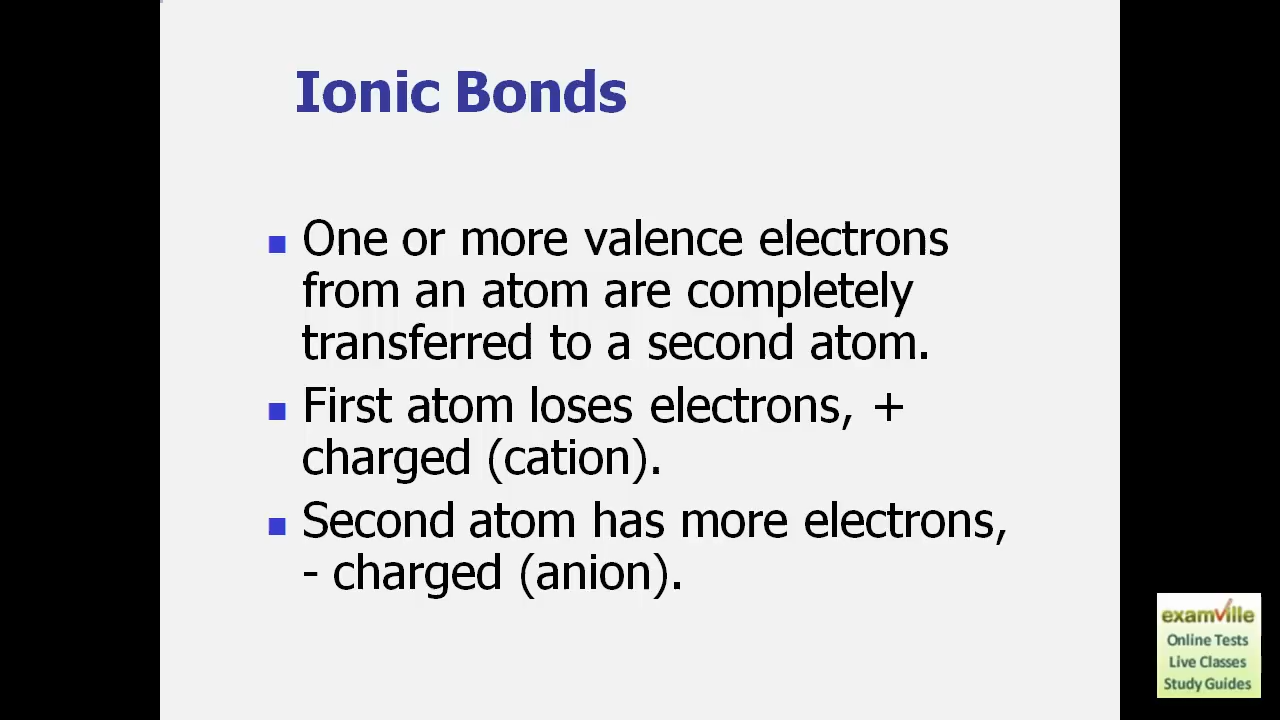 Ionic Bonds
One or more valence electrons
from an atom are completely
transferred to a second atom.
First atom loses electrons, +
charged (cation).
Second atom has more electrons,
- charged (anion).
examville
Online Tests
Live Classes
Study Guides